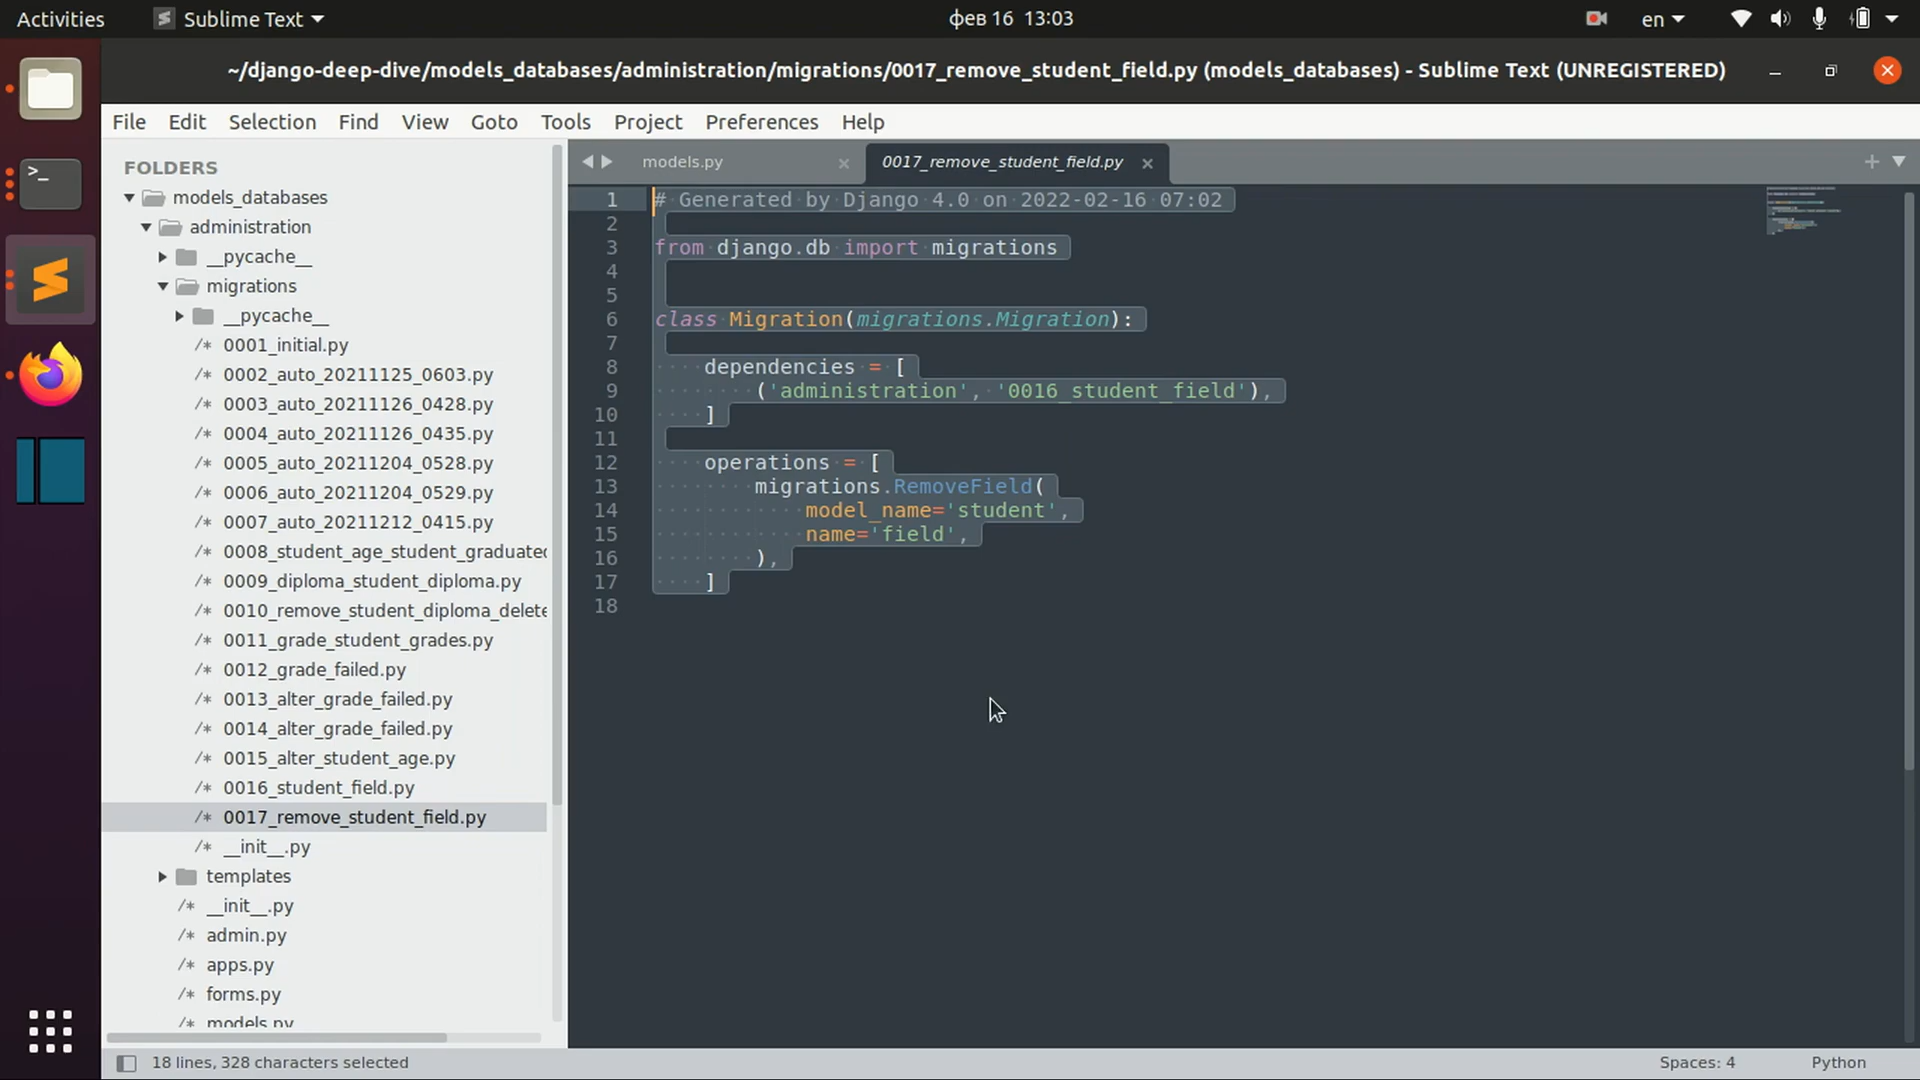 Activities
Sublime Text
фев 16 13:03
en
~/django-deep-dive/models_databases/administration/migrations/0017_remove_student_field.py (models_databases) - Sublime Text (UNREGISTERED)
File Edit Selection Find View Goto Tools Project Preferences Help
FOLDERS
models_databases
administration
__pycache__
migrations
__pycache__
/* 0001_initial.py
/* 0002_auto_20211125_0603.py
/* 0003_auto_20211126_0428.py
/* 0004_auto_20211126_0435.py
/* 0005_auto_20211204_0528.py
/* 0006_auto_20211204_0529.py
/* 0007_auto_20211212_0415.py
/* 0008_student_age_student_graduated
/* 0009_diploma_student_diploma.py
/* 0010_remove_student_diploma_delete
/* 0011_grade_student_grades.py
/* 0012_grade_failed.py
/* 0013_alter_grade_failed.py
/* 0014_alter_grade_failed.py
/* 0015_alter_student_age.py
/* 0016_student_field.py
/* 0017_remove_student_field.py
/* __init__.py
templates
/* __init__.py
/* admin.py
/* apps.py
/* forms.py
/* models.py
models.py
0017_remove_student_field.py
1 # Generated by Django 4.0 on 2022-02-16 07:02
2
3 from django.db import migrations
4
5
6 class Migration(migrations.Migration):
7
8     dependencies = [
9         ('administration', '0016_student_field'),
10     ]
11
12     operations = [
13         migrations.RemoveField(
14             model_name='student',
15             name='field',
16         ),
17     ]
18
18 lines, 328 characters selected
Spaces: 4
Python